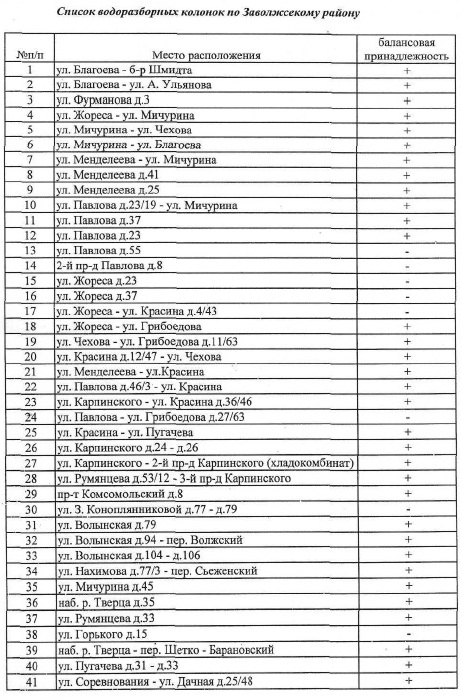 Список водоразборных колонок по Заволжсекому району
№п/п Место расположения балансовая принадлежность
1 ул. Благоева - б-р Шмидта +
2 ул. Благоева - ул. А. Ульянова +
3 ул. Фурманова д.3 +
4 ул. Жореса - ул. Мичурина +
5 ул. Мичурина - ул. Чехова +
6 ул. Мичурина - ул. Благоева +
7 ул. Менделеева - ул. Мичурина +
8 ул. Менделеева д.41 +
9 ул. Менделеева д.25 +
10 ул. Павлова д.23/19 - ул. Мичурина +
11 ул. Павлова д.37 +
12 ул. Павлова д.23 +
13 ул. Павлова д.55 -
14 2-й пр-д Павлова д.8 -
15 ул. Жореса д.23 -
16 ул. Жореса д.37 -
17 ул. Жореса - ул. Красина д.4/43 -
18 ул. Жореса - ул. Грибоедова +
19 ул. Чехова - ул. Грибоедова д.11/63 +
20 ул. Красина д.12/47 - ул. Чехова +
21 ул. Менделеева - ул.Красина +
22 ул. Павлова д.46/3 - ул. Красина +
23 ул. Карпинского - ул. Красина д.36/46 +
24 ул. Павлова - ул. Грибоедова д.27/63 -
25 ул. Красина - ул. Пугачева +
26 ул. Карпинского д.24 - д.26 +
27 ул. Карпинского - 2-й пр-д Карпинского (хладокомбинат) +
28 ул. Румянцева д.53/12 - 3-й пр-д Карпинского +
29 пр-т Комсомольский д.8 +
30 ул. З. Коноплянниковой д.77 - д.79 -
31 ул. Волынская д.79 +
32 ул. Волынская д.94 - пер. Волжский +
33 ул. Волынская д.104 - д.106 +
34 ул. Нахимова д.77/3 - пер. Сьеженский +
35 ул. Мичурина д.45 +
36 наб. р. Тверца д.35 +
37 ул. Румянцева д.33 +
38 ул. Горького д.15 -
39 наб. р. Тверца - пер. Шетко - Барановский +
40 ул. Пугачева д.31 - д.33 +
41 ул. Соревнования - ул. Дачная д.25/48 +